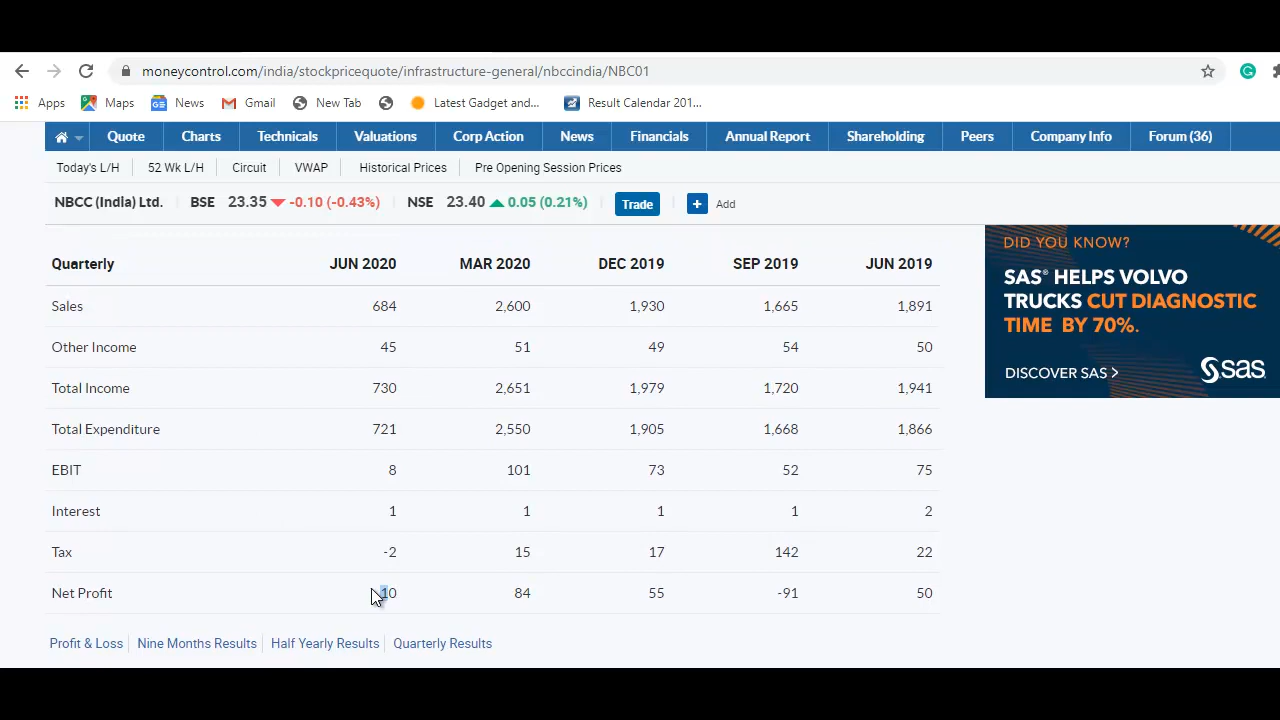 moneycontrol.com/india/stockpricequote/infrastructure-general/nbccindia/NBC01
Apps Maps News Gmail New Tab Latest Gadget and... Result Calendar 201...
Quote Charts Technicals Valuations Corp Action News Financials Annual Report Shareholding Peers Company Info Forum (36)
Today's L/H 52 Wk L/H Circuit VWAP Historical Prices Pre Opening Session Prices
NBCC (India) Ltd. BSE 23.35 -0.10 (-0.43%) NSE 23.40 0.05 (0.21%) Trade + Add
Quarterly JUN 2020 MAR 2020 DEC 2019 SEP 2019 JUN 2019
Sales 684 2,600 1,930 1,665 1,891
Other Income 45 51 49 54 50
Total Income 730 2,651 1,979 1,720 1,941
Total Expenditure 721 2,550 1,905 1,668 1,866
EBIT 8 101 73 52 75
Interest 1 1 1 1 2
Tax -2 15 17 142 22
Net Profit 10 84 55 -91 50
Profit & Loss Nine Months Results Half Yearly Results Quarterly Results
DID YOU KNOW?
SAS® HELPS VOLVO
TRUCKS CUT DIAGNOSTIC
TIME BY 70%.
DISCOVER SAS >
sas